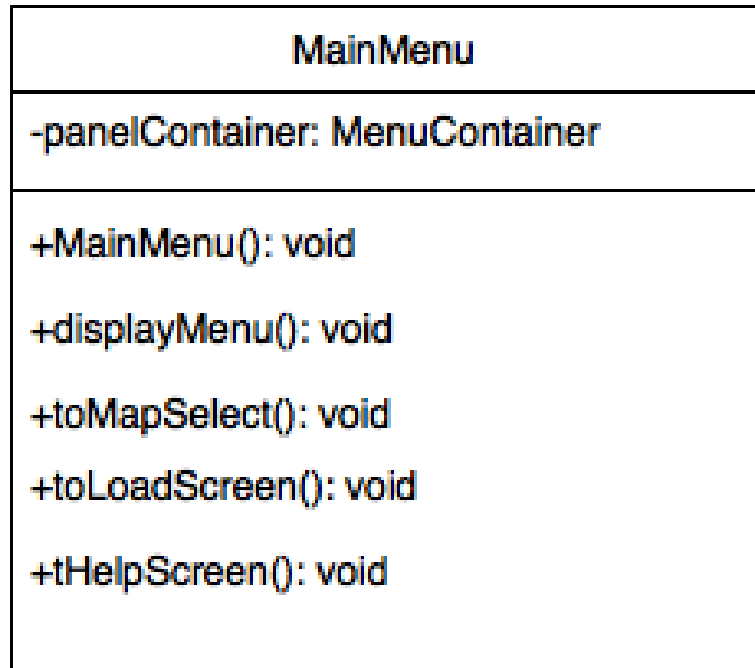 MainMenu
-panelContainer: MenuContainer
+MainMenu(): void
+displayMenu(): void
+toMapSelect(): void
+toLoadScreen(): void
+tHelpScreen(): void